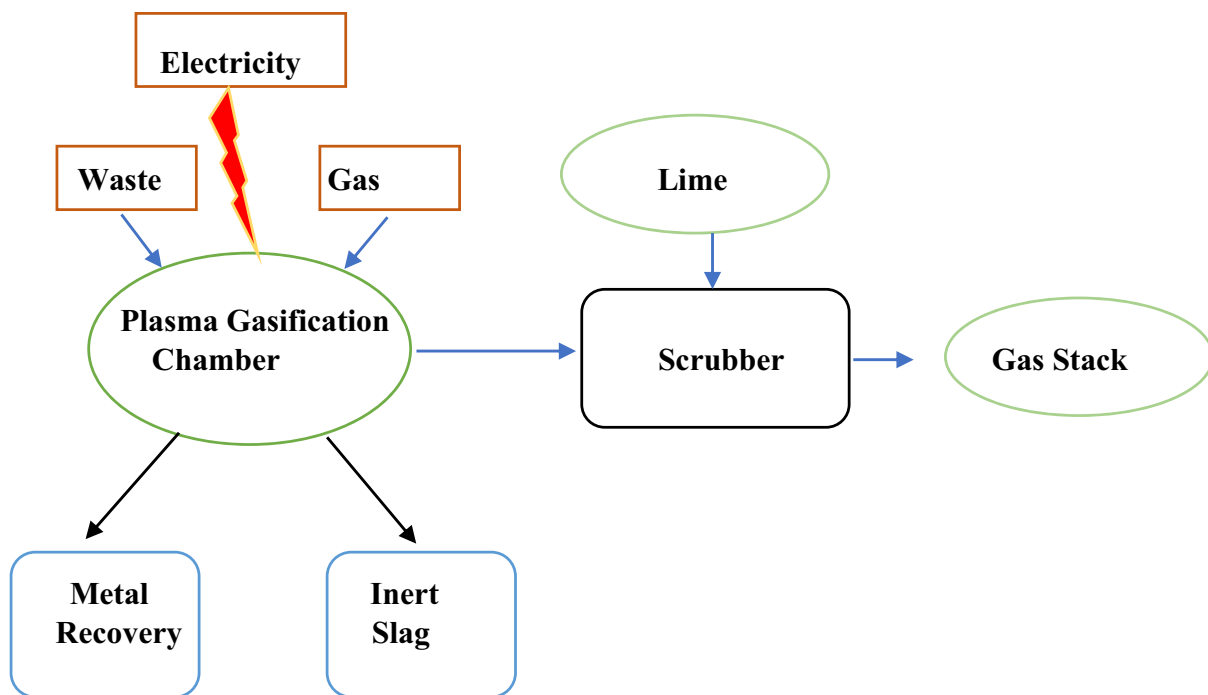 Electricity
Waste
Gas
Lime
Plasma Gasification
Chamber
Scrubber
Gas Stack
Metal
Recovery
Inert
Slag